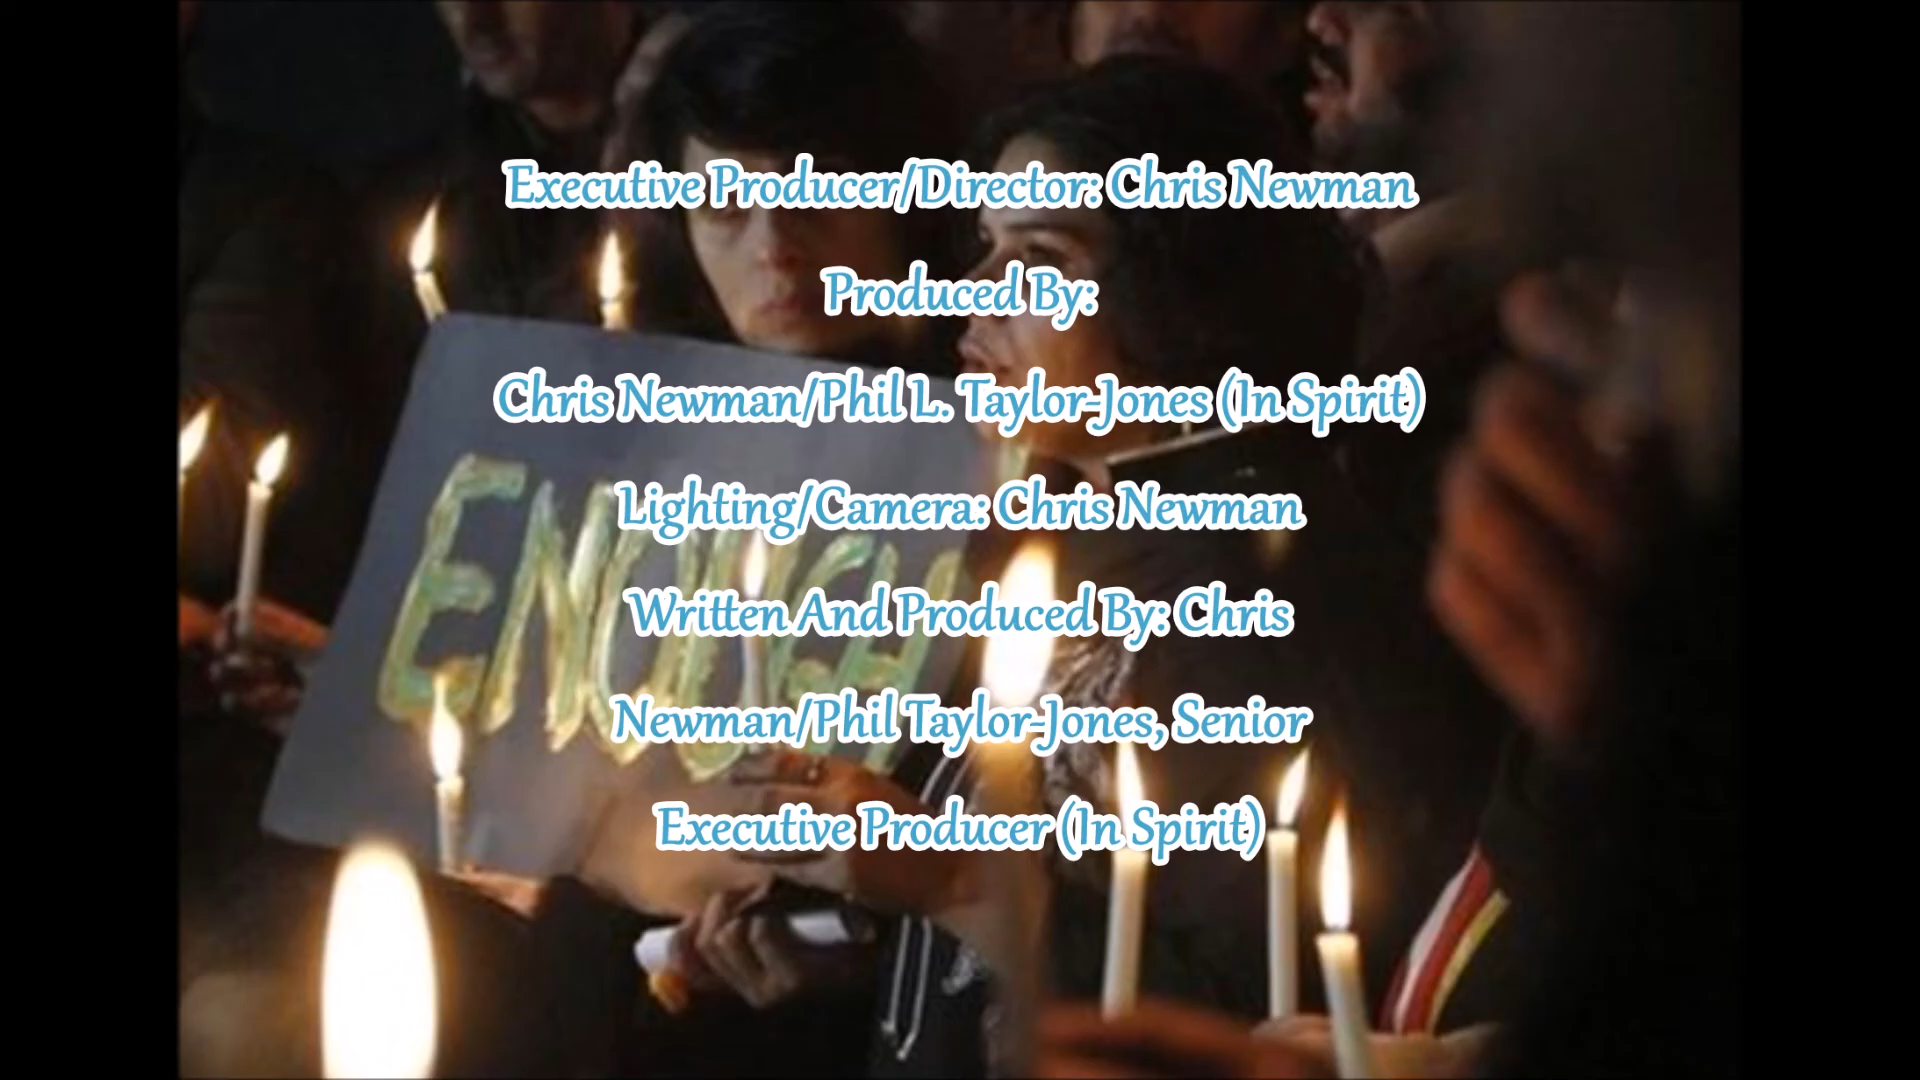 Executive Producer/Director: Chris Newman
Produced By:
Chris Newman/Phil L. Taylor-Jones (In Spirit)
Lighting/Camera: Chris Newman
Written And Produced By: Chris
Newman/Phil Taylor-Jones, Senior
Executive Producer (In Spirit)
ENOUGH